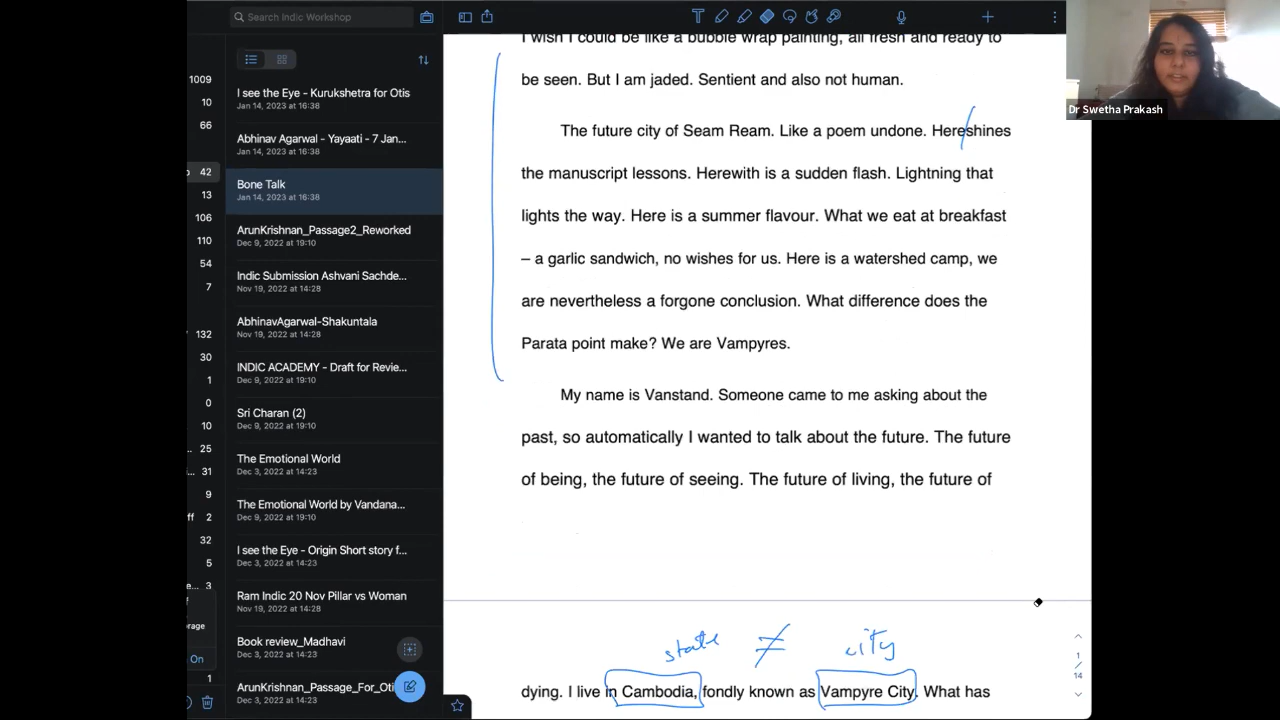 Search Indic Workshop
1009
10
66
42
13
106
110
54
7
132
30
1
0
10
25
31
9
ff 2
32
5
3
rage
On
1
I see the Eye - Kurukshetra for Otis
Jan 14, 2023 at 16:38
Abhinav Agarwal - Yayaati - 7 Jan...
Jan 14, 2023 at 16:38
Bone Talk
Jan 14, 2023 at 16:38
ArunKrishnan_Passage2_Reworked
Dec 9, 2022 at 19:10
Indic Submission Ashvani Sachde...
Nov 19, 2022 at 14:28
AbhinavAgarwal-Shakuntala
Nov 19, 2022 at 14:28
INDIC ACADEMY - Draft for Revie...
Dec 9, 2022 at 19:10
Sri Charan (2)
Dec 9, 2022 at 19:10
The Emotional World
Dec 3, 2022 at 14:23
The Emotional World by Vandana...
Dec 9, 2022 at 19:10
I see the Eye - Origin Short story f...
Dec 3, 2022 at 14:23
Ram Indic 20 Nov Pillar vs Woman
Nov 19, 2022 at 14:28
Book review_Madhavi
Dec 3, 2022 at 14:23
ArunKrishnan_Passage_For_Oti
Dec 3, 2022 at 14:23
I wish I could be like a bubble wrap painting, all fresh and ready to
be seen. But I am jaded. Sentient and also not human.
The future city of Seam Ream. Like a poem undone. Hereshines
the manuscript lessons. Herewith is a sudden flash. Lightning that
lights the way. Here is a summer flavour. What we eat at breakfast
– a garlic sandwich, no wishes for us. Here is a watershed camp, we
are nevertheless a forgone conclusion. What difference does the
Parata point make? We are Vampyres.
My name is Vanstand. Someone came to me asking about the
past, so automatically I wanted to talk about the future. The future
of being, the future of seeing. The future of living, the future of
state ≠ city
dying. I live in Cambodia, fondly known as Vampyre City. What has
1
/
14
Dr Swetha Prakash